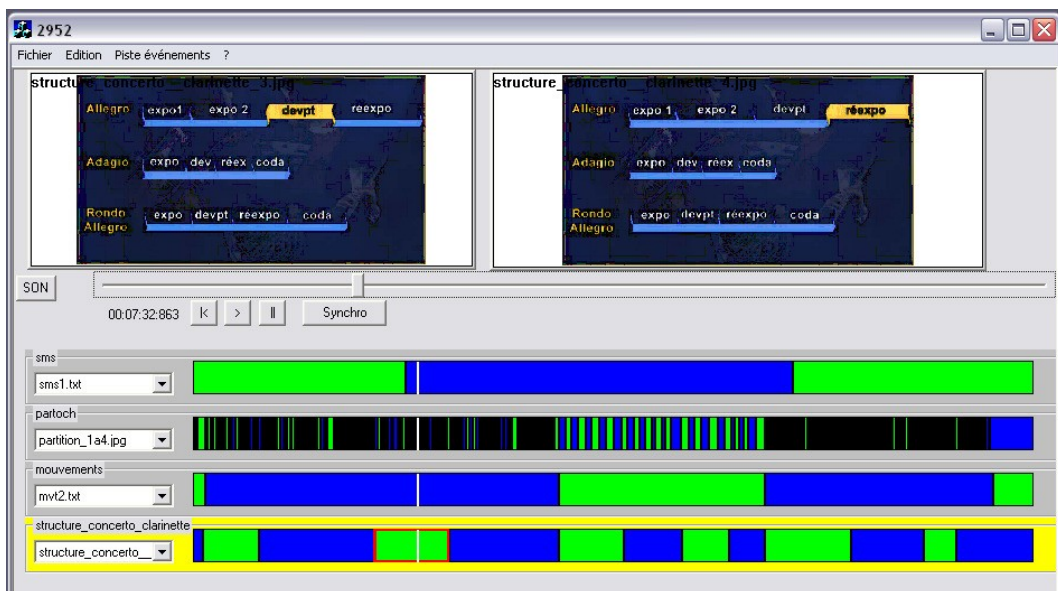 2952
Fichier Edition Piste événements ?
structure_concerto__clarinette_3.jpg
Allegro expo1 expo 2 devpt reexpo
Adagio expo dev réex coda
Rondo expo devpt réexpo coda
Allegro
structure_concerto__clarinette_4.jpg
Allegro expo 1 expo 2 devpt réexpo
Adagio expo dev réex coda
Rondo expo devpt réexpo coda
Allegro
SON
00:07:32:863 |< > || Synchro
sms
sms1.txt
partoch
partition_1a4.jpg
mouvements
mvt2.txt
structure_concerto_clarinette
structure_concerto__